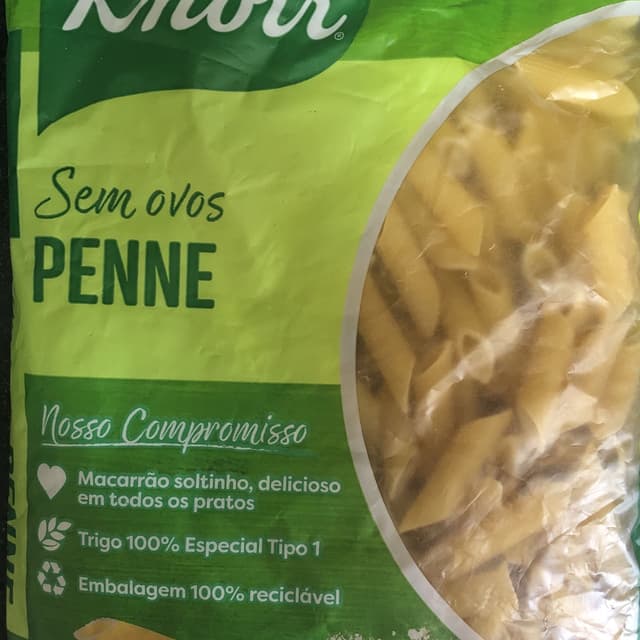 Knorr
Sem ovos
PENNE
Nosso Compromisso
Macarrão soltinho, delicioso
em todos os pratos
Trigo 100% Especial Tipo 1
Embalagem 100% reciclável
PENNE